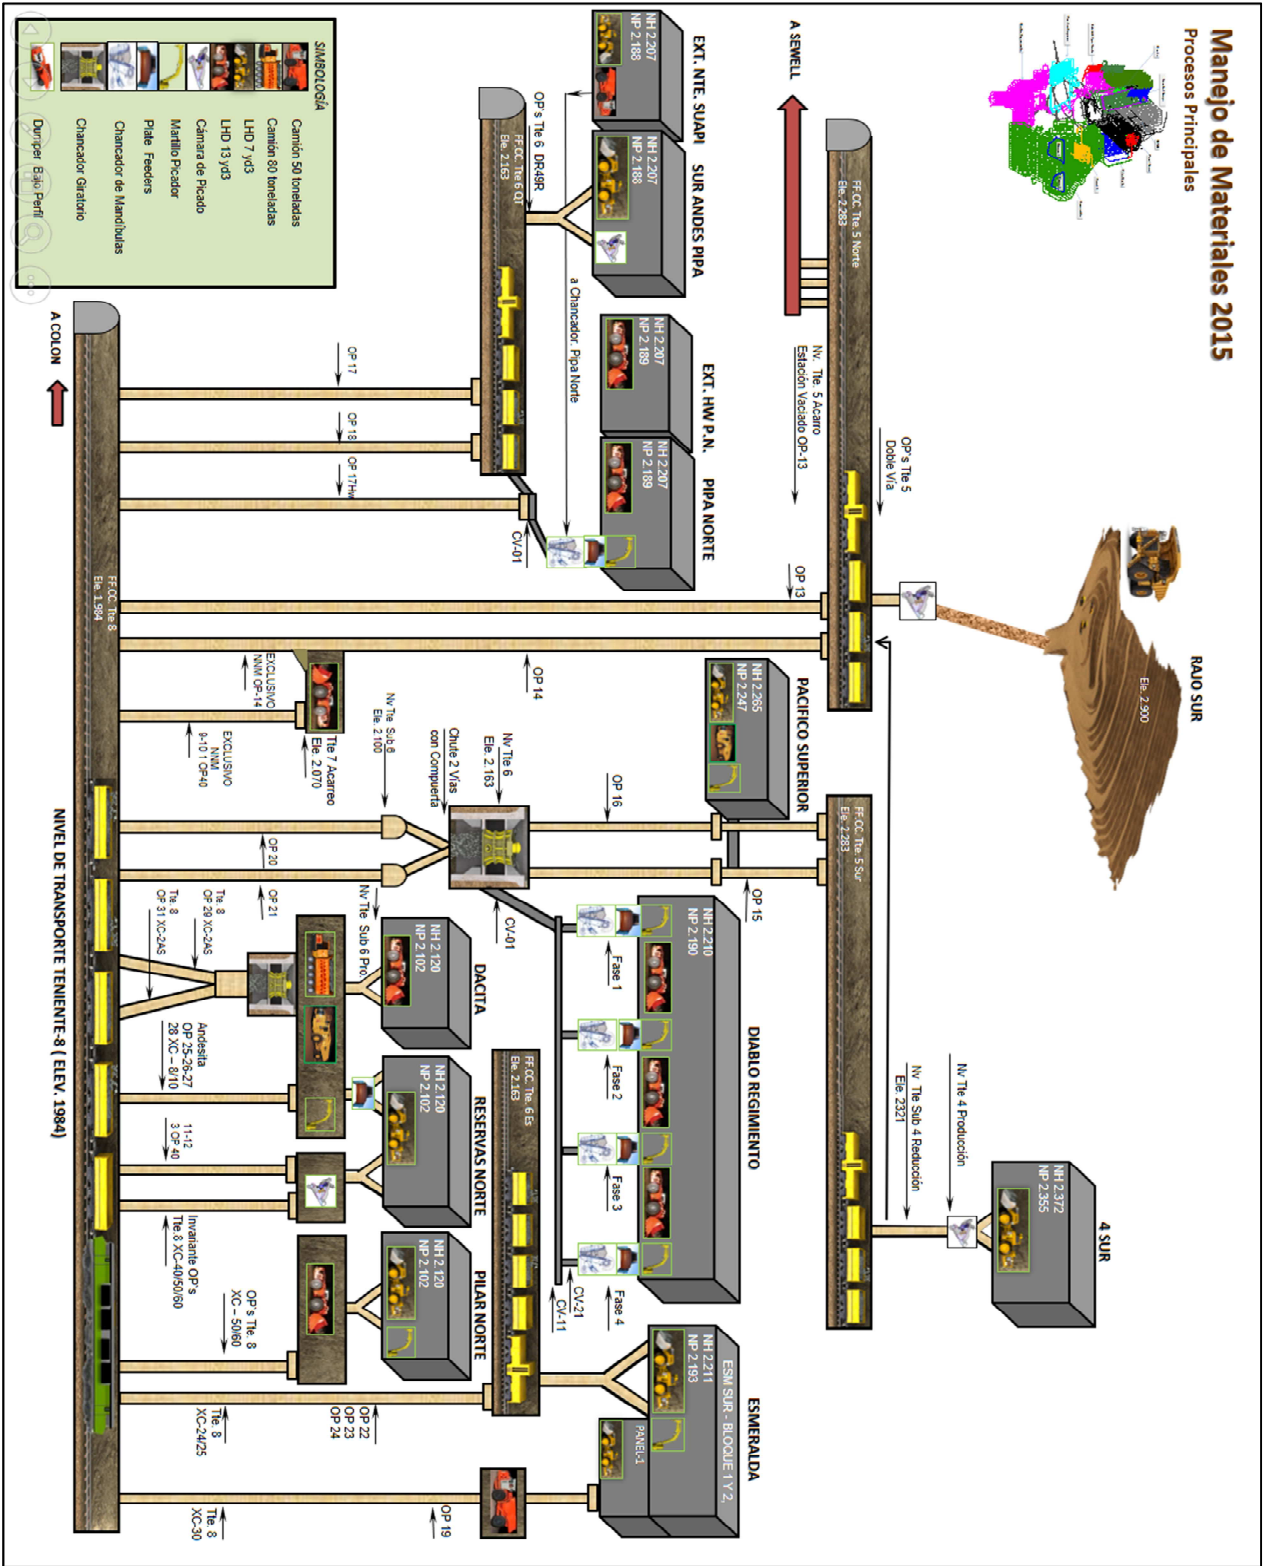 Manejo de Materiales 2015
Procesos Principales
RAJO SUR
Ele. 2.900
OP's Tte 5
Doble Vía
A SEWELL
FF.CC. Tte. 5 Norte
Ele. 2.283
Nv. Tte. 5 Acarro
Estación Vaciado OP-13
OP 13
OP 14
4 SUR
NH 2.372
NP 2.355
Nv Tte 4 Producción
Nv Tte Sub 4 Reducción
Ele. 2321
FF.CC. Tte. 5 Sur
Ele. 2.283
PACIFICO SUPERIOR
NH 2.265
NP 2.247
OP 15
OP 16
EXT. NTE. SUAPI
NH 2.207
NP 2.188
SUR ANDES PIPA
NH 2.207
NP 2.188
EXT. HW P.N.
NH 2.207
NP 2.189
PIPA NORTE
NH 2.207
NP 2.189
a Chancador. Pipa Norte
OP's Tte 6 DR49R
FF.CC. Tte 6 QT
Ele. 2.163
CV-01
OP 17
OP 18
OP 17Hw
DIABLO REGIMIENTO
NH 2.210
NP 2.190
Fase 1
Fase 2
Fase 3
Fase 4
CV-21
CV-11
CV-01
Nv Tte 6
Ele. 2.163
Chute 2 Vías
con Compuerta
Nv Tte Sub 6
Ele. 2100
Nv Tte Sub 6 Pro.
OP 20
OP 21
ESMERALDA
ESM SUR - BLOQUE 1 Y 2,
NH 2.211
NP 2.193
PANEL-1
FF.CC. Tte. 6 Es
Ele. 2.163
DACITA
NH 2.120
NP 2.102
RESERVAS NORTE
NH 2.120
NP 2.102
PILAR NORTE
NH 2.120
NP 2.102
Tte 7 Acarreo
Ele. 2.070
EXCLUSIVO
NNM OP-14
EXCLUSIVO
NNM
9-10 1 OP40
Tte. 8
OP 29 XC-2AS
Tte. 8
OP 31 XC-2AS
Andesita
OP 25-26-27
28 XC – 8/10
11-12
3 OP 40
Invariante OP's
Tte.8 XC-40/50/60
OP's Tte. 8
XC – 50/60
OP 22
OP 23
OP 24
Tte. 8
XC-24/25
OP 19
Tte. 8
XC-30
FF.CC. Tte 8
Ele. 1.984
A COLON
NIVEL DE TRANSPORTE TENIENTE-8 ( ELEV. 1984)
SIMBOLOGÍA
Camión 50 toneladas
Camión 80 toneladas
LHD 7 yd3
LHD 13 yd3
Cámara de Picado
Martillo Picador
Plate Feeders
Chancador de Mandíbulas
Chancador Giratorio
Dumper Bajo Perfil